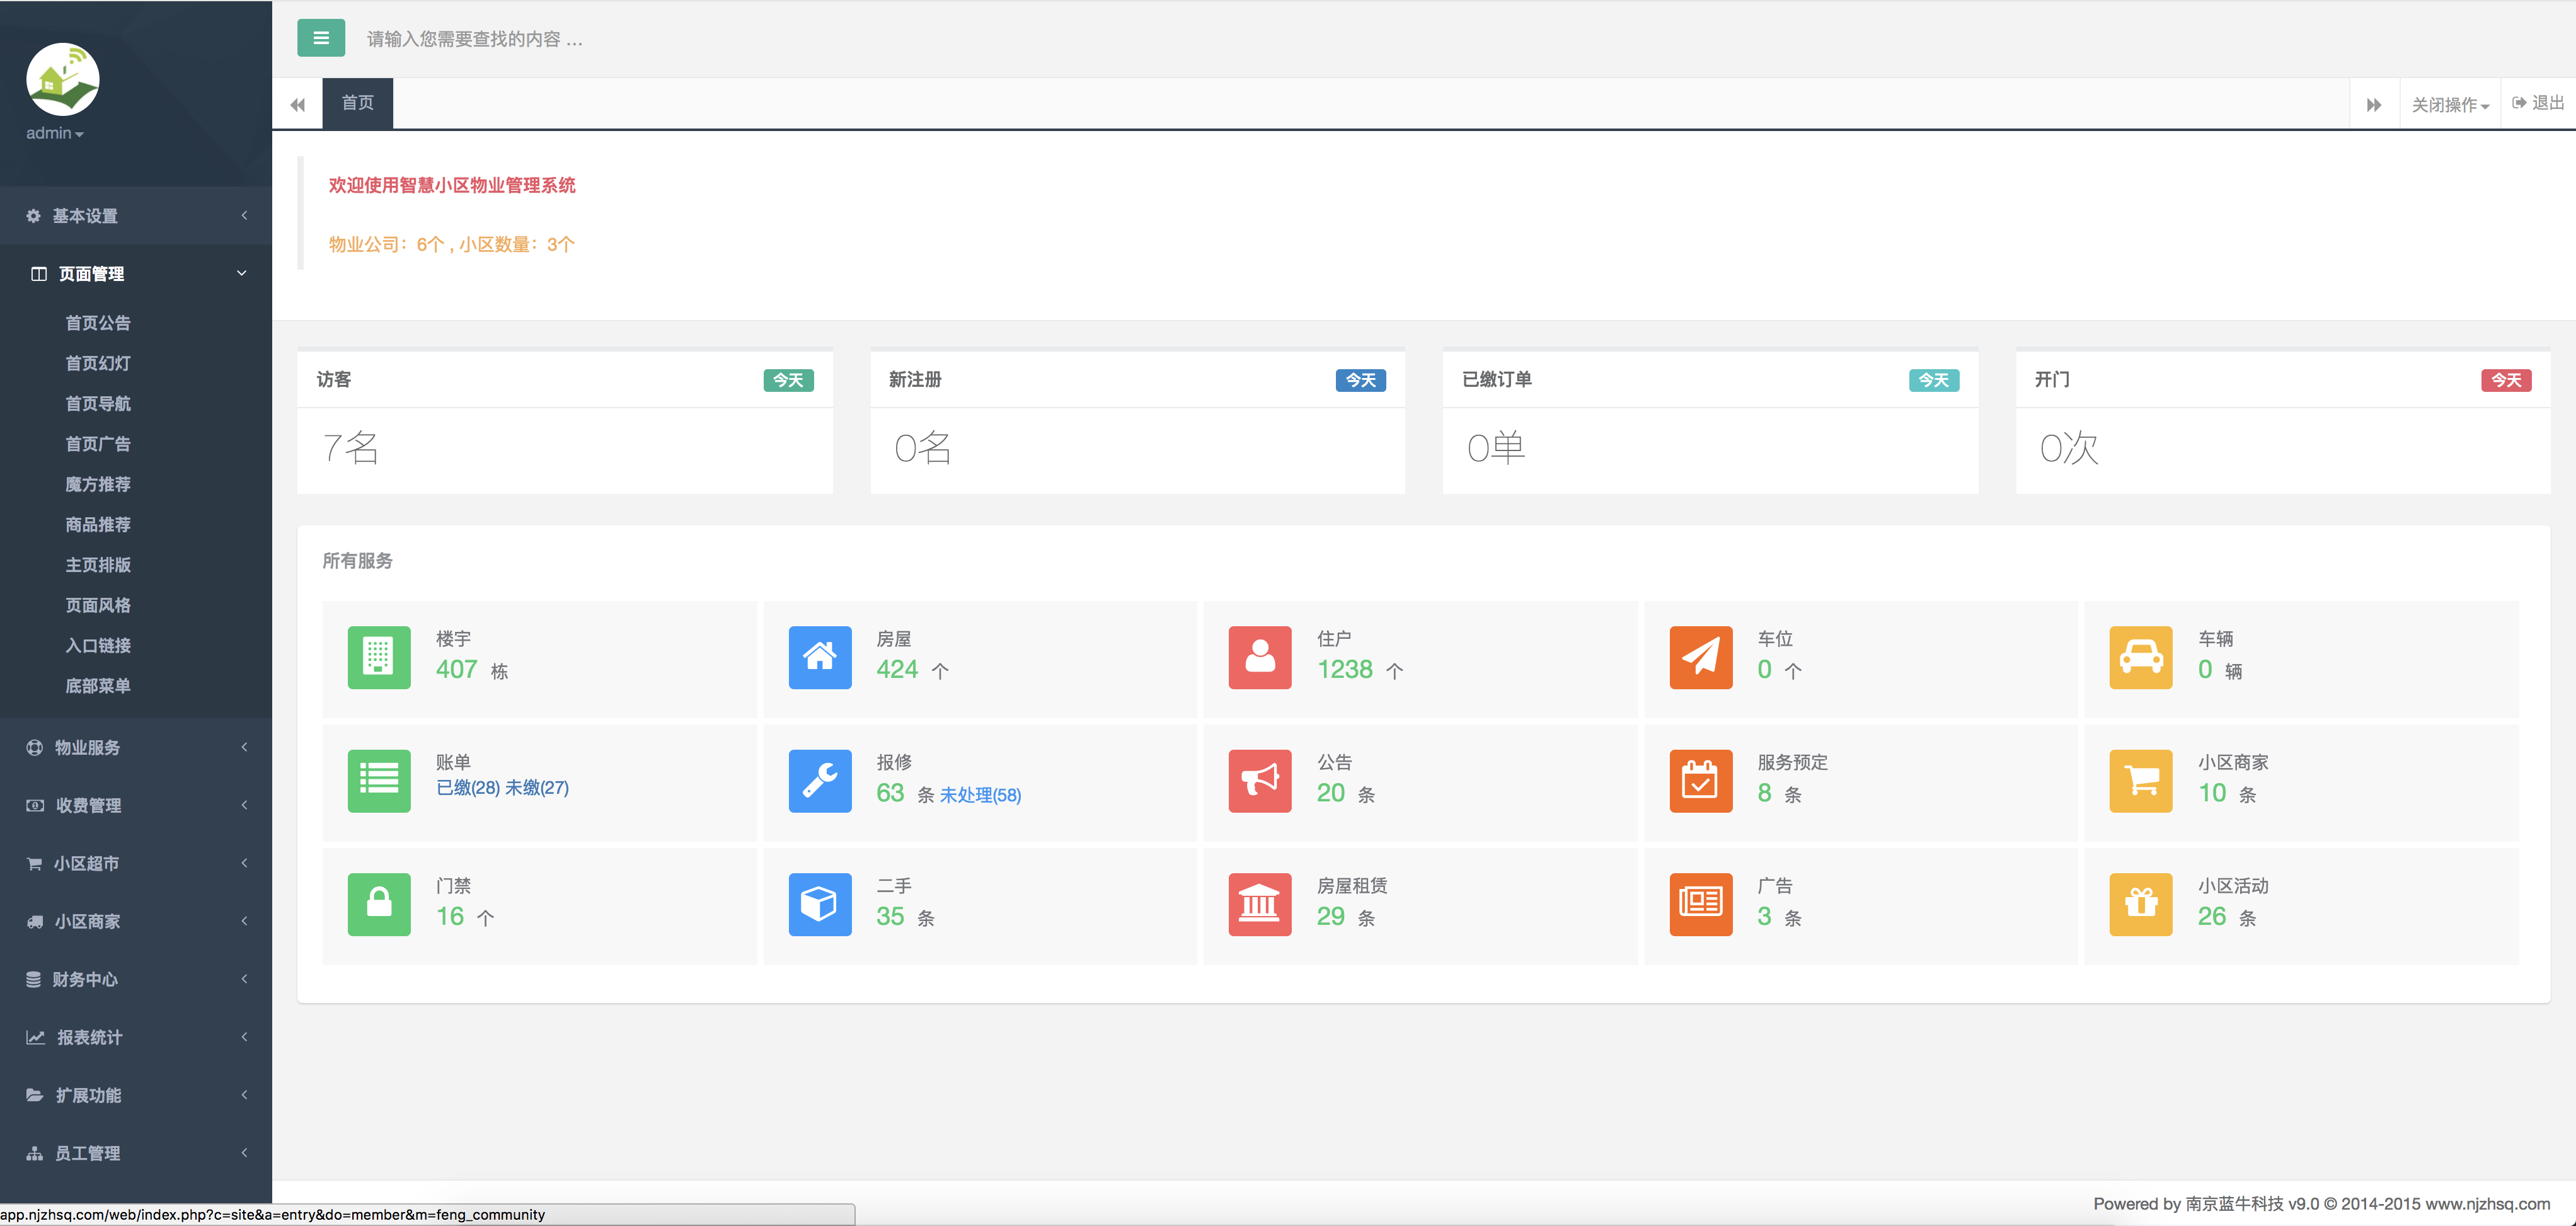 请输入您需要查找的内容 …
admin
首页
关闭操作
退出
欢迎使用智慧小区物业管理系统
物业公司：6个 , 小区数量：3个
基本设置
页面管理
首页公告
首页幻灯
首页导航
首页广告
魔方推荐
商品推荐
主页排版
页面风格
入口链接
底部菜单
物业服务
收费管理
小区超市
小区商家
财务中心
报表统计
扩展功能
员工管理
访客
今天
7名
新注册
今天
0名
已缴订单
今天
0单
开门
今天
0次
所有服务
楼宇
407 栋
房屋
424 个
住户
1238 个
车位
0 个
车辆
0 辆
账单
已缴(28) 未缴(27)
报修
63 条 未处理(58)
公告
20 条
服务预定
8 条
小区商家
10 条
门禁
16 个
二手
35 条
房屋租赁
29 条
广告
3 条
小区活动
26 条
Powered by 南京蓝牛科技 v9.0 © 2014-2015 www.njzhsq.com
app.njzhsq.com/web/index.php?c=site&a=entry&do=member&m=feng_community